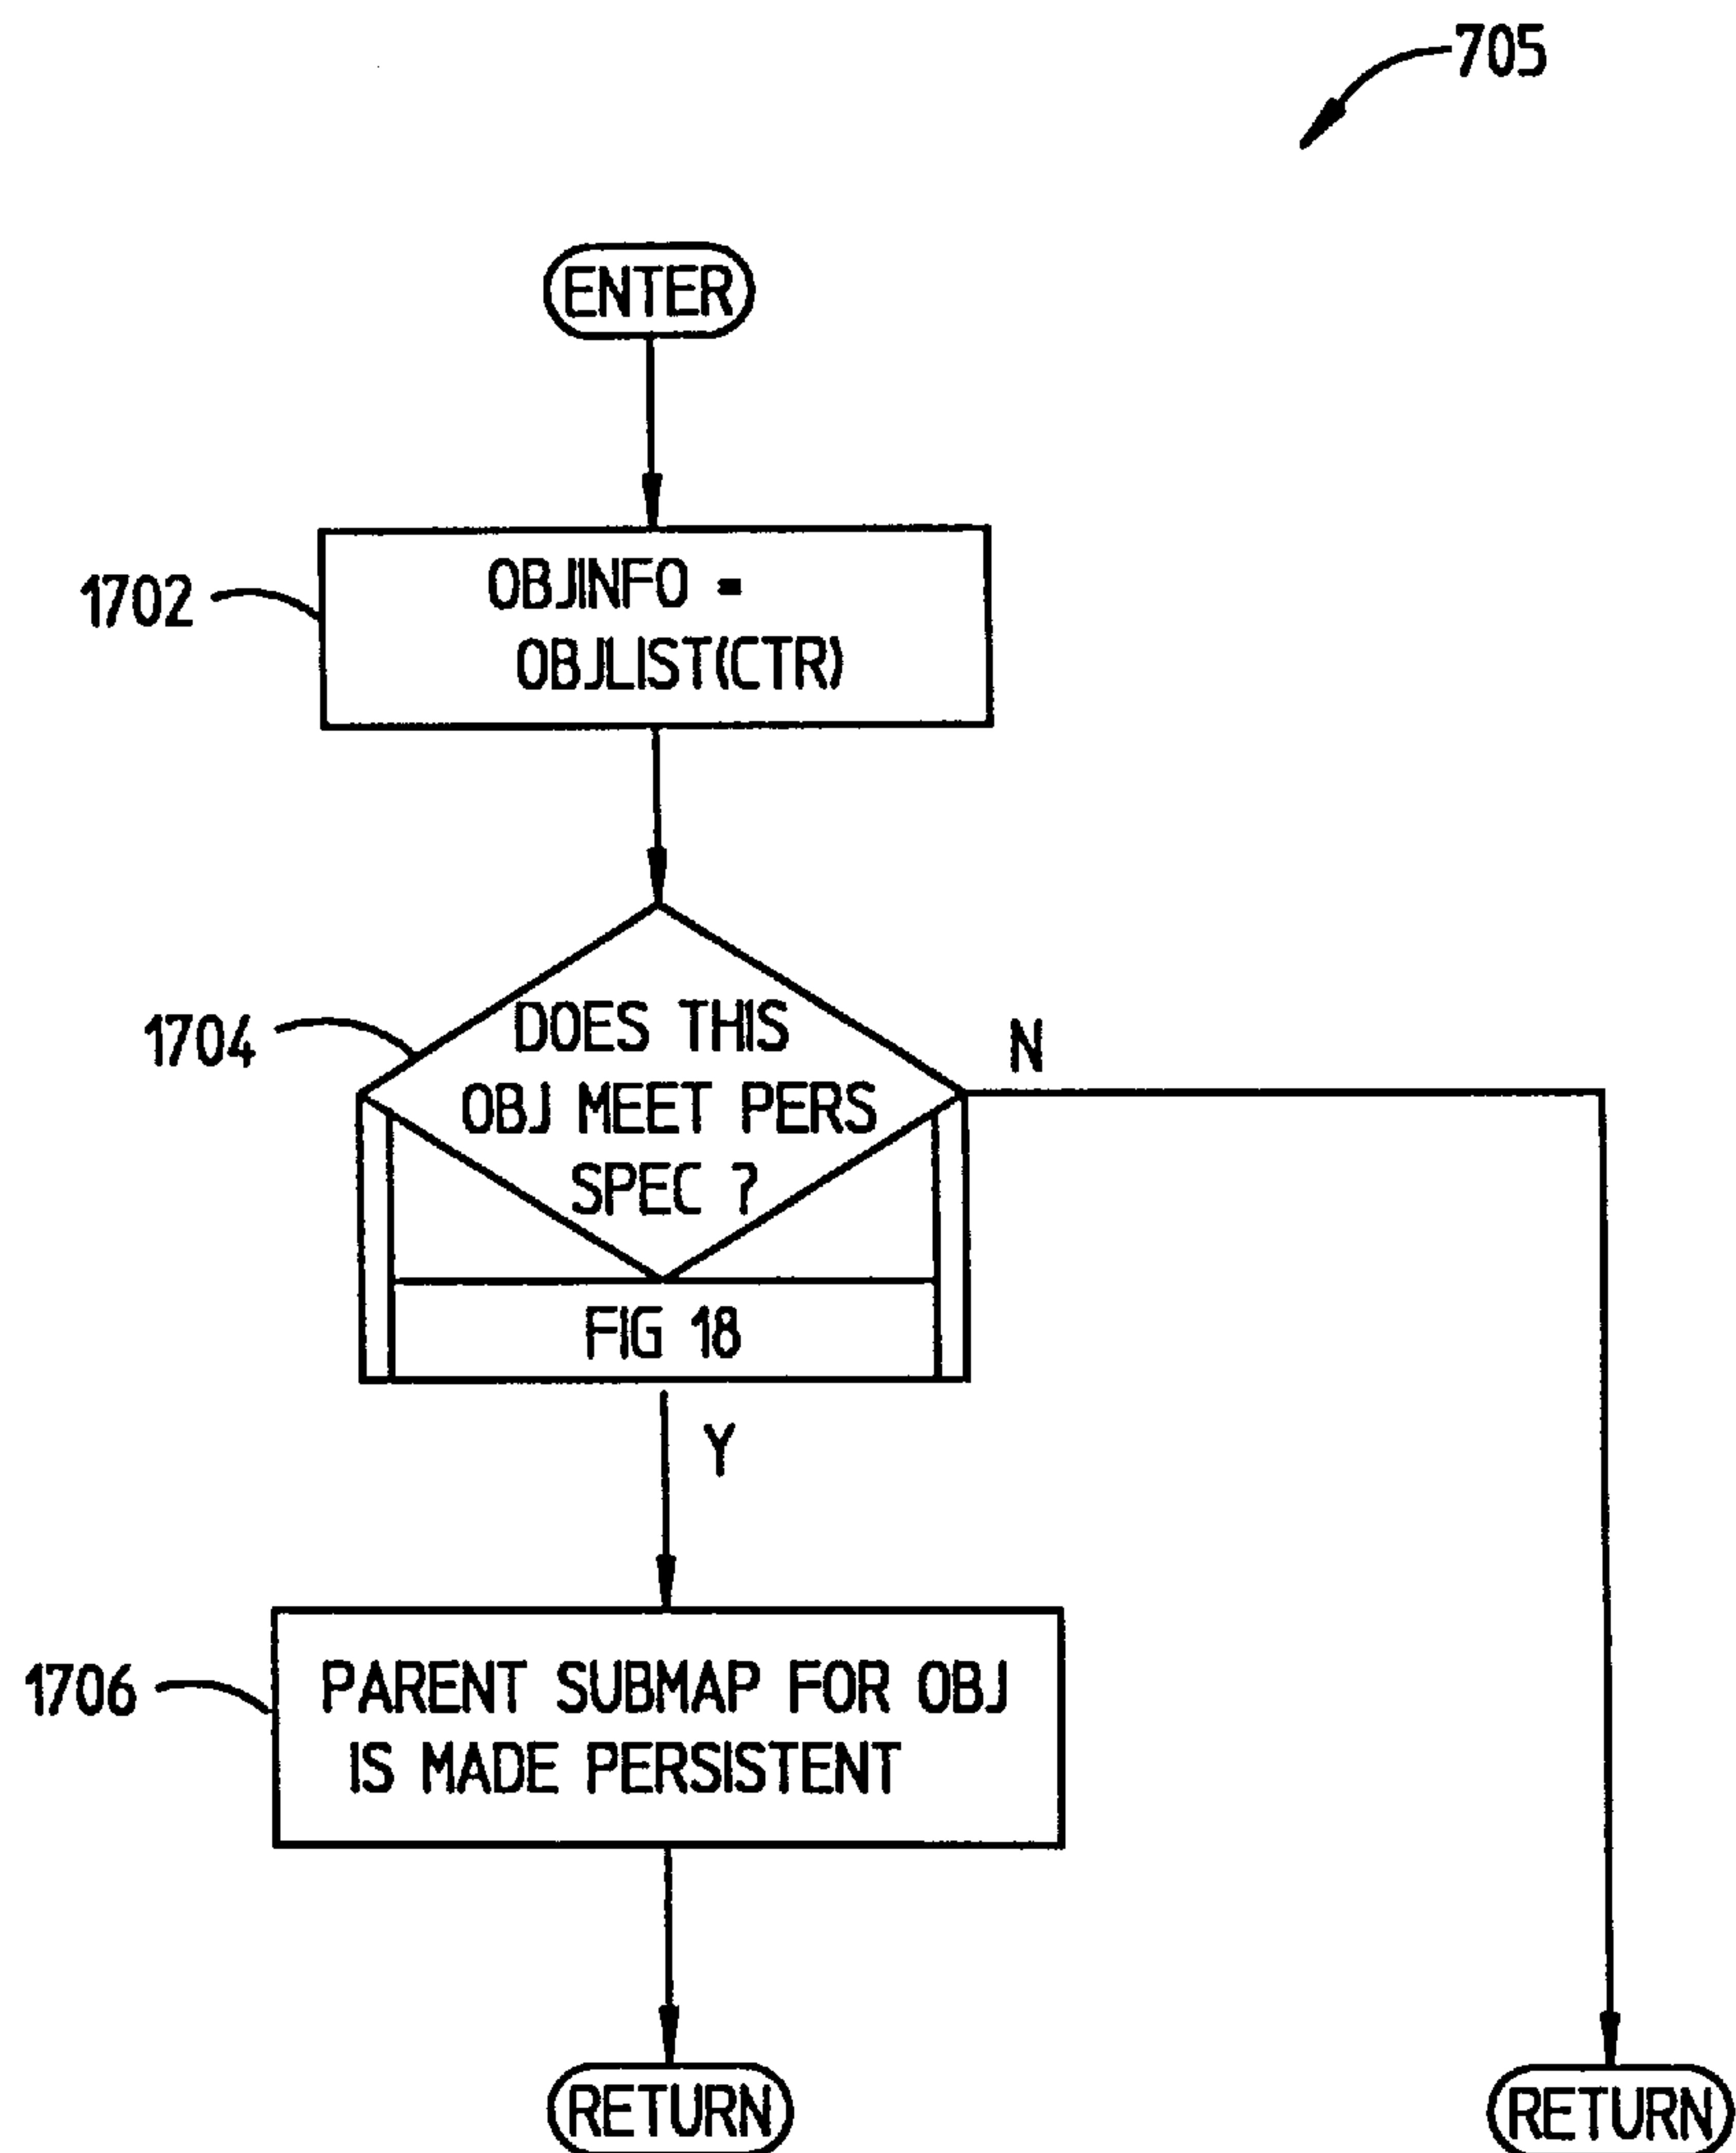 705
ENTER
1702
OBJINFO =
OBJLIST(CTR)
1704
DOES THIS
OBJ MEET PERS
SPEC ?
N
FIG 18
Y
1706
PARENT SUBMAP FOR OBJ
IS MADE PERSISTENT
RETURN
RETURN